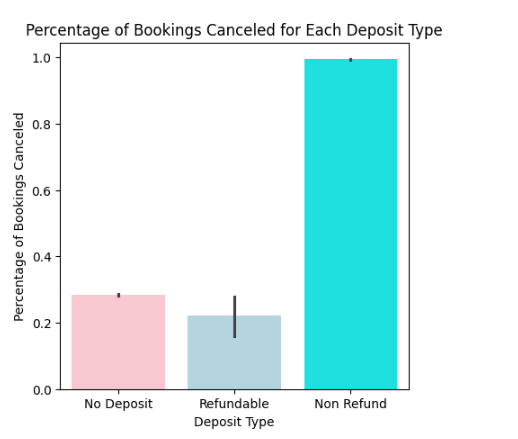 Percentage of Bookings Canceled for Each Deposit Type
Percentage of Bookings Canceled
1.0
0.8
0.6
0.4
0.2
0.0
No Deposit
Refundable
Non Refund
Deposit Type